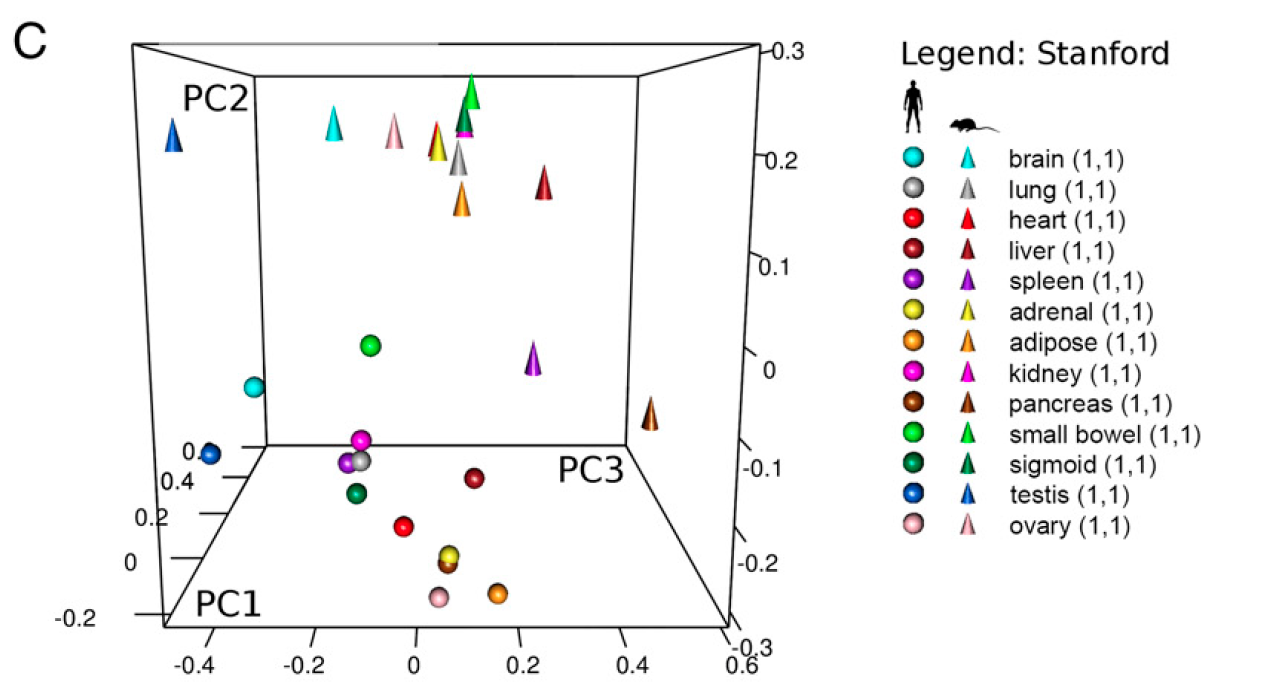 C
Legend: Stanford
PC2
PC3
PC1
0.3
0.2
0.1
0
-0.1
-0.2
-0.3
0.
0.4
0.2
0
-0.2
-0.4
-0.2
0
0.2
0.4
0.6
brain (1,1)
lung (1,1)
heart (1,1)
liver (1,1)
spleen (1,1)
adrenal (1,1)
adipose (1,1)
kidney (1,1)
pancreas (1,1)
small bowel (1,1)
sigmoid (1,1)
testis (1,1)
ovary (1,1)